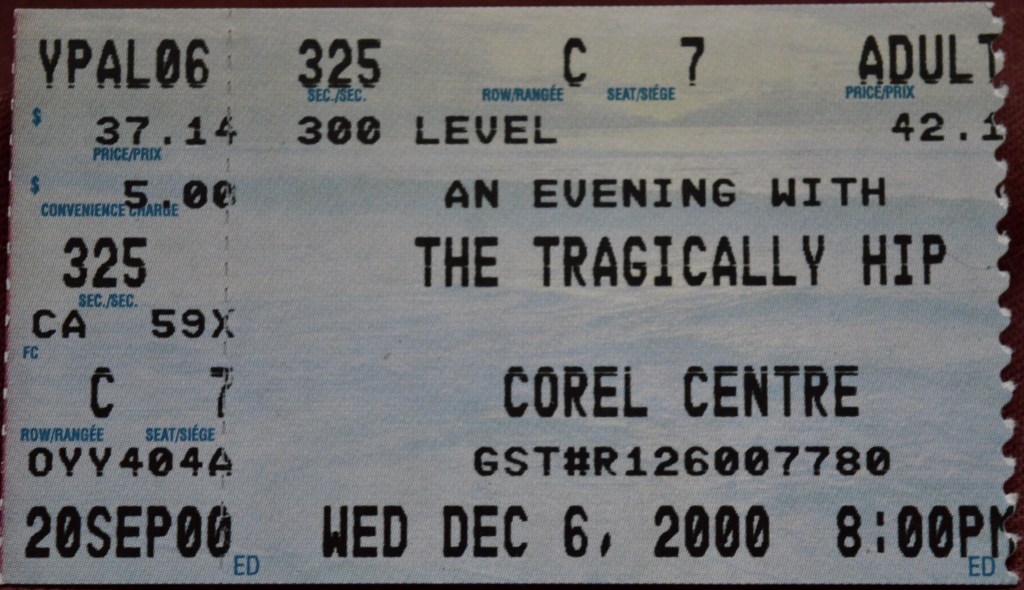 YPAL06 325 C 7 ADULT
SEC./SEC. ROW/RANGÉE SEAT/SIÉGE PRICE/PRIX
$ 37.14 300 LEVEL 42.1
PRICE/PRIX
$ 5.00 AN EVENING WITH
CONVENIENCE CHARGE
325 THE TRAGICALLY HIP
SEC./SEC.
CA 59X
FC
C 7 COREL CENTRE
ROW/RANGÉE SEAT/SIÉGE
OYY404A GST#R126007780
20SEP00 WED DEC 6, 2000 8:00PM
ED ED